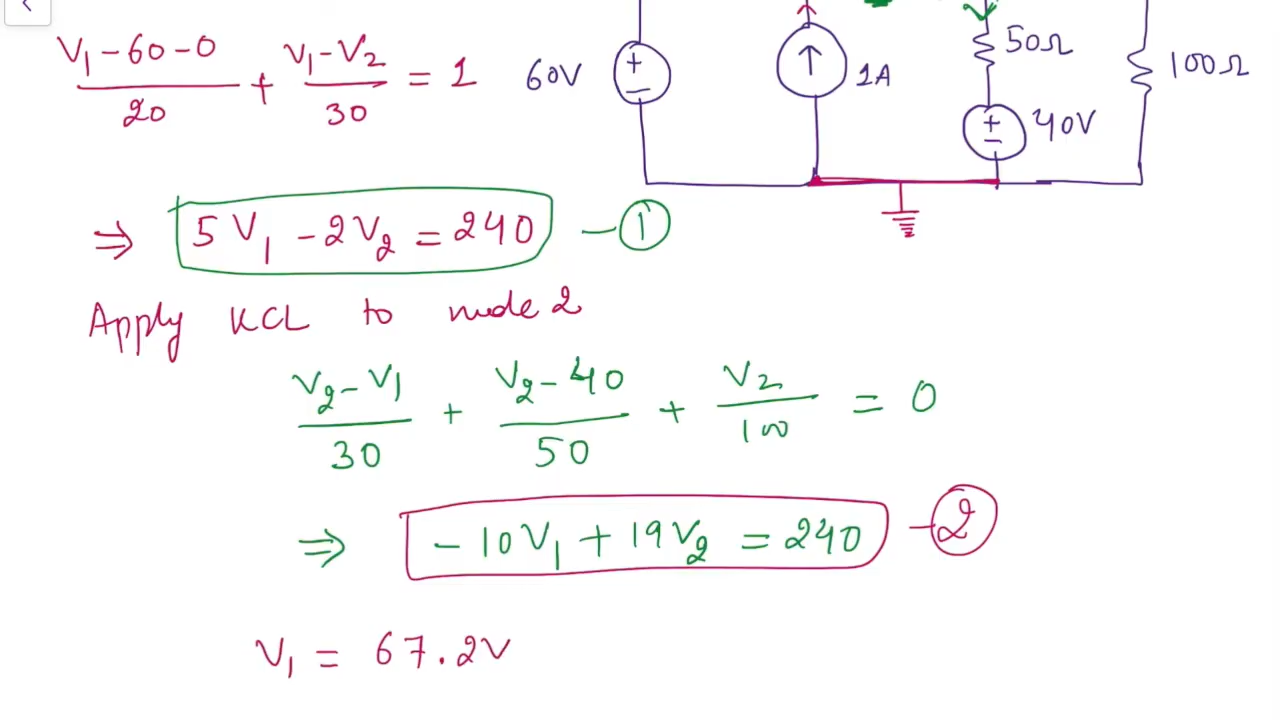 (V₁ - 60 - 0)/20 + (V₁ - V₂)/30 = 1
60V
1A
50Ω
40V
100Ω
⇒ 5V₁ - 2V₂ = 240 — ①
Apply KCL to node 2
(V₂ - V₁)/30 + (V₂ - 40)/50 + V₂/100 = 0
⇒ -10V₁ + 19V₂ = 240 — ②
V₁ = 67.2V